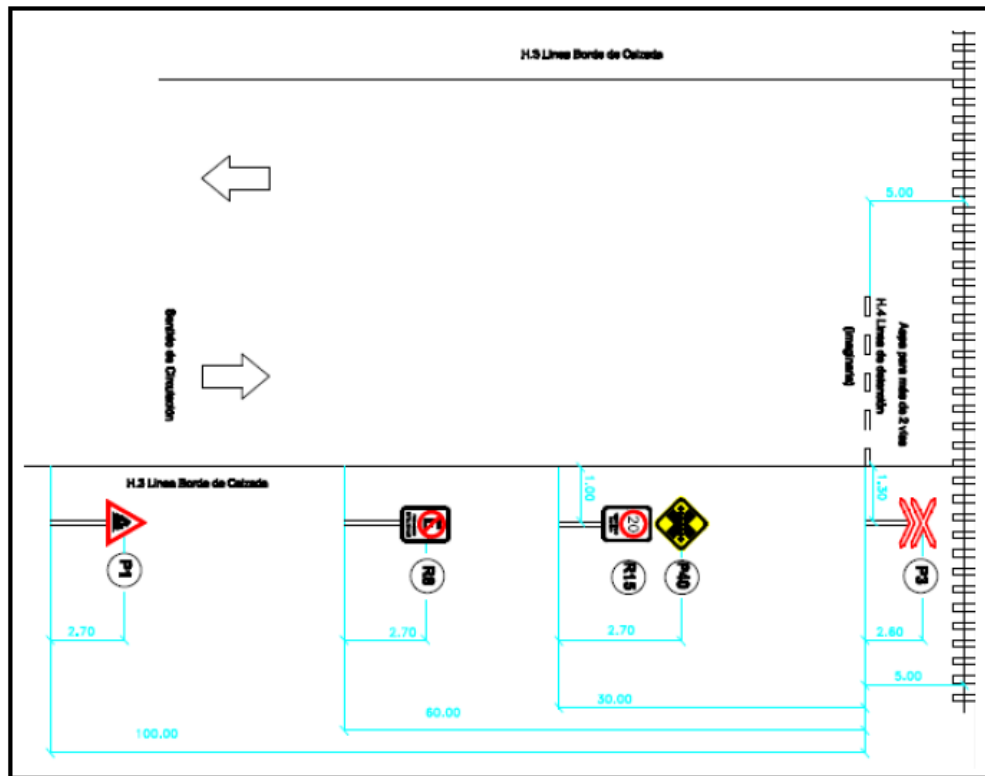 H.3 Línea Borde de Calzada
5.00
Sentido de Circulación
H.4 Línea de detención
(imaginaria)
Aspa para más de 2 vías
H.3 Línea Borde de Calzada
1.00
1.30
20
P1
R8
R15
P40
P3
2.70
2.70
2.70
2.60
5.00
30.00
60.00
100.00